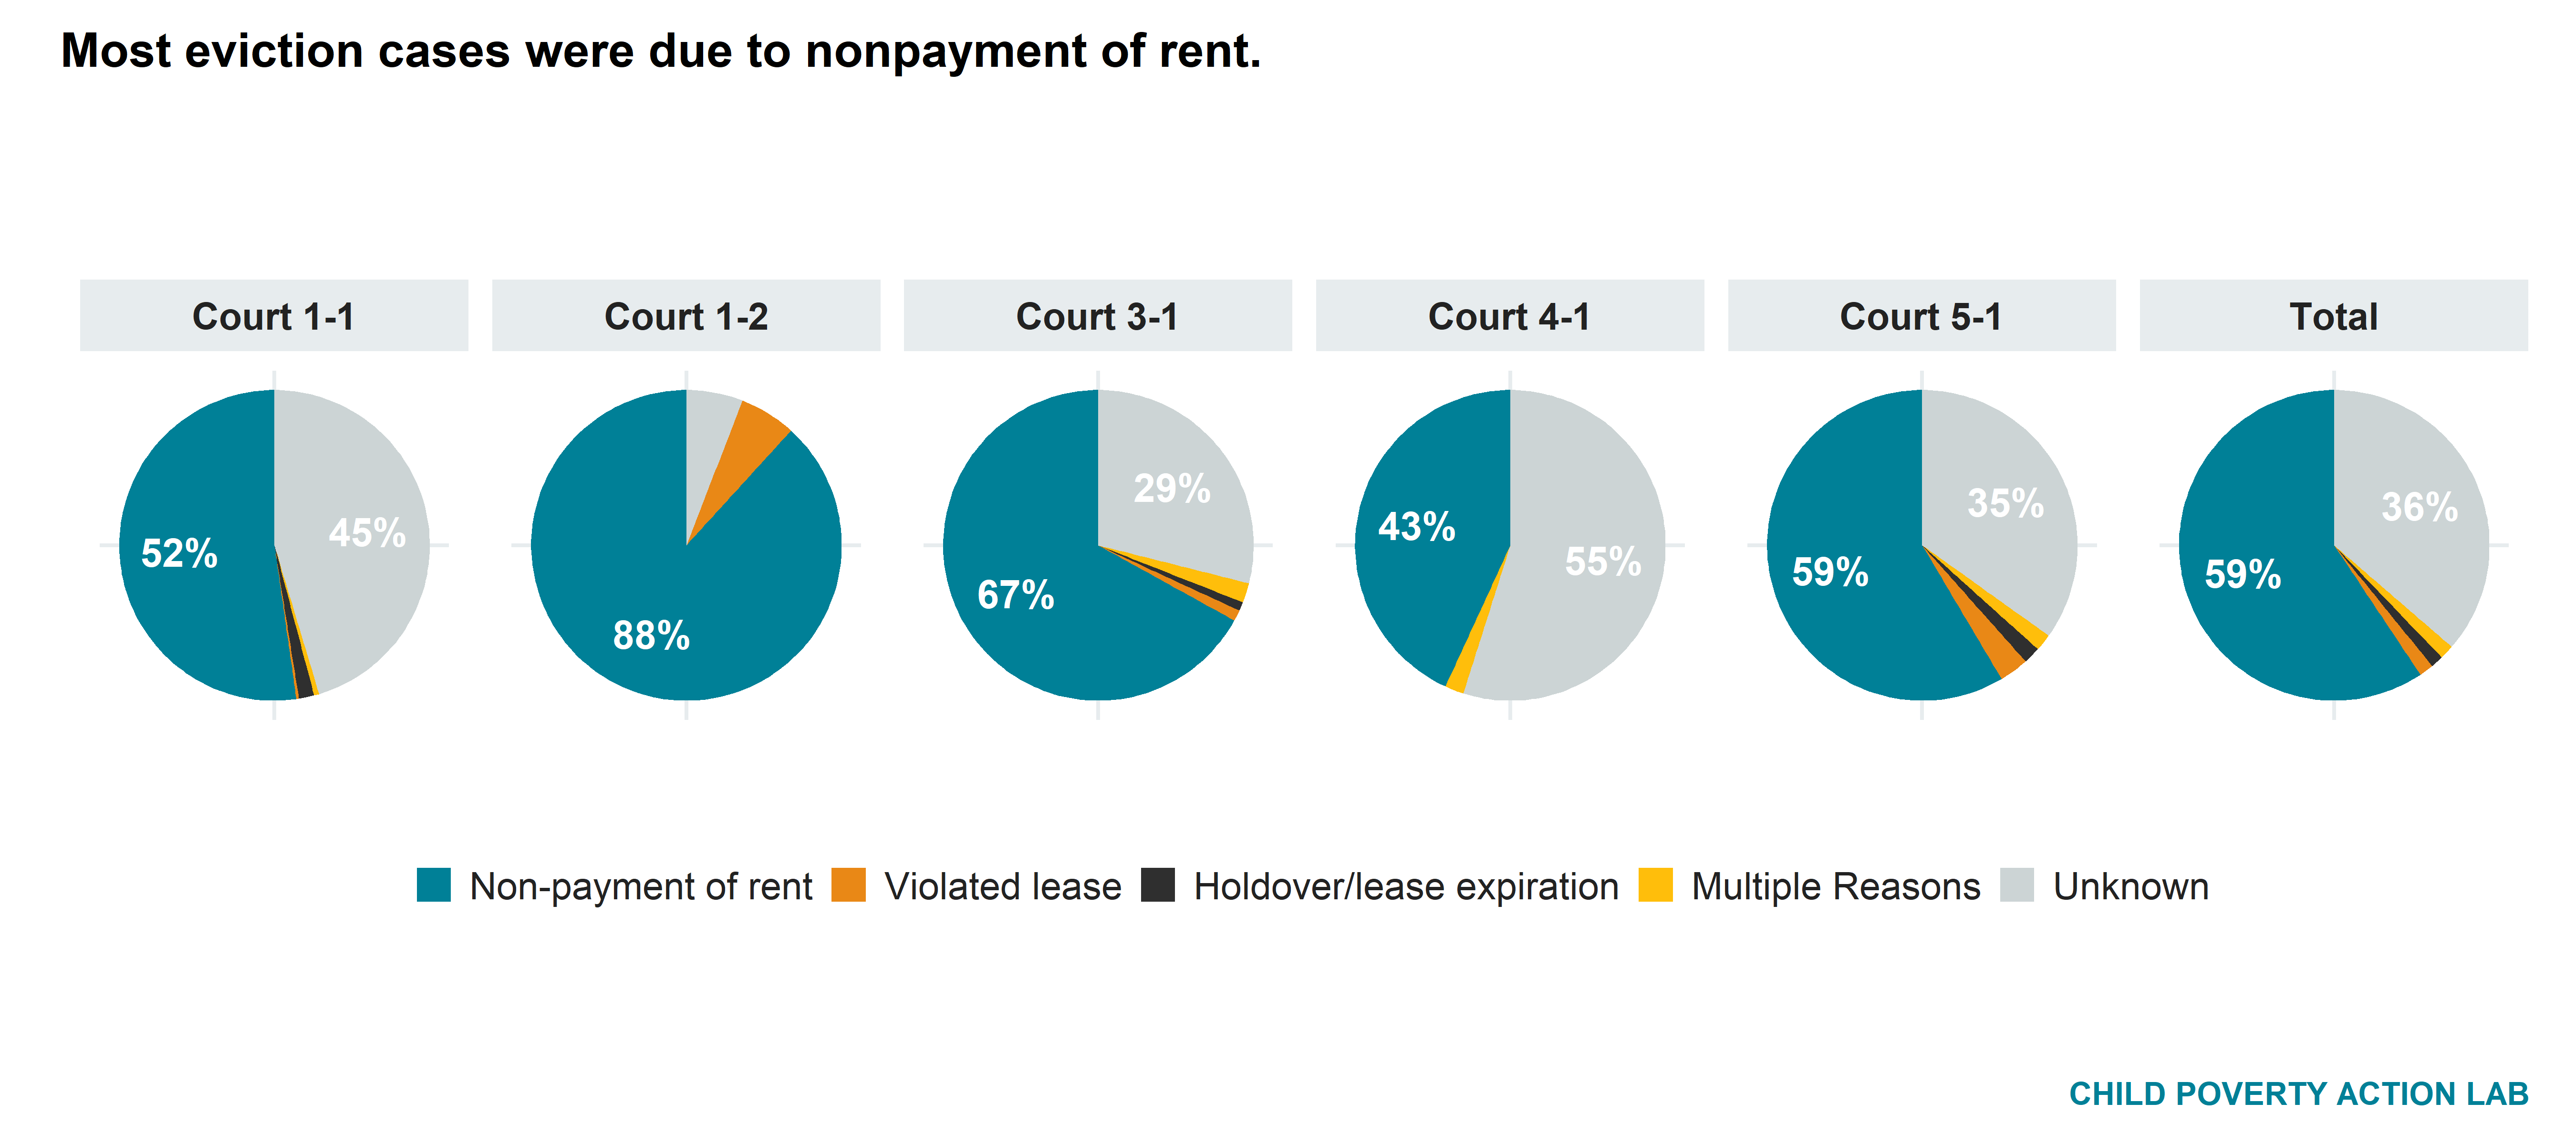 Most eviction cases were due to nonpayment of rent.
Court 1-1
Court 1-2
Court 3-1
Court 4-1
Court 5-1
Total
52%
45%
88%
67%
29%
43%
55%
59%
35%
59%
36%
Non-payment of rent
Violated lease
Holdover/lease expiration
Multiple Reasons
Unknown
CHILD POVERTY ACTION LAB